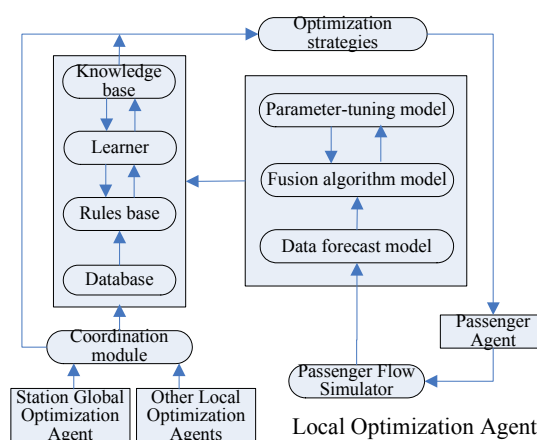 Optimization
strategies
Knowledge
base
Learner
Rules base
Database
Coordination
module
Station Global
Optimization
Agent
Other Local
Optimization
Agents
Parameter-tuning model
Fusion algorithm model
Data forecast model
Passenger
Agent
Passenger Flow
Simulator
Local Optimization Agent